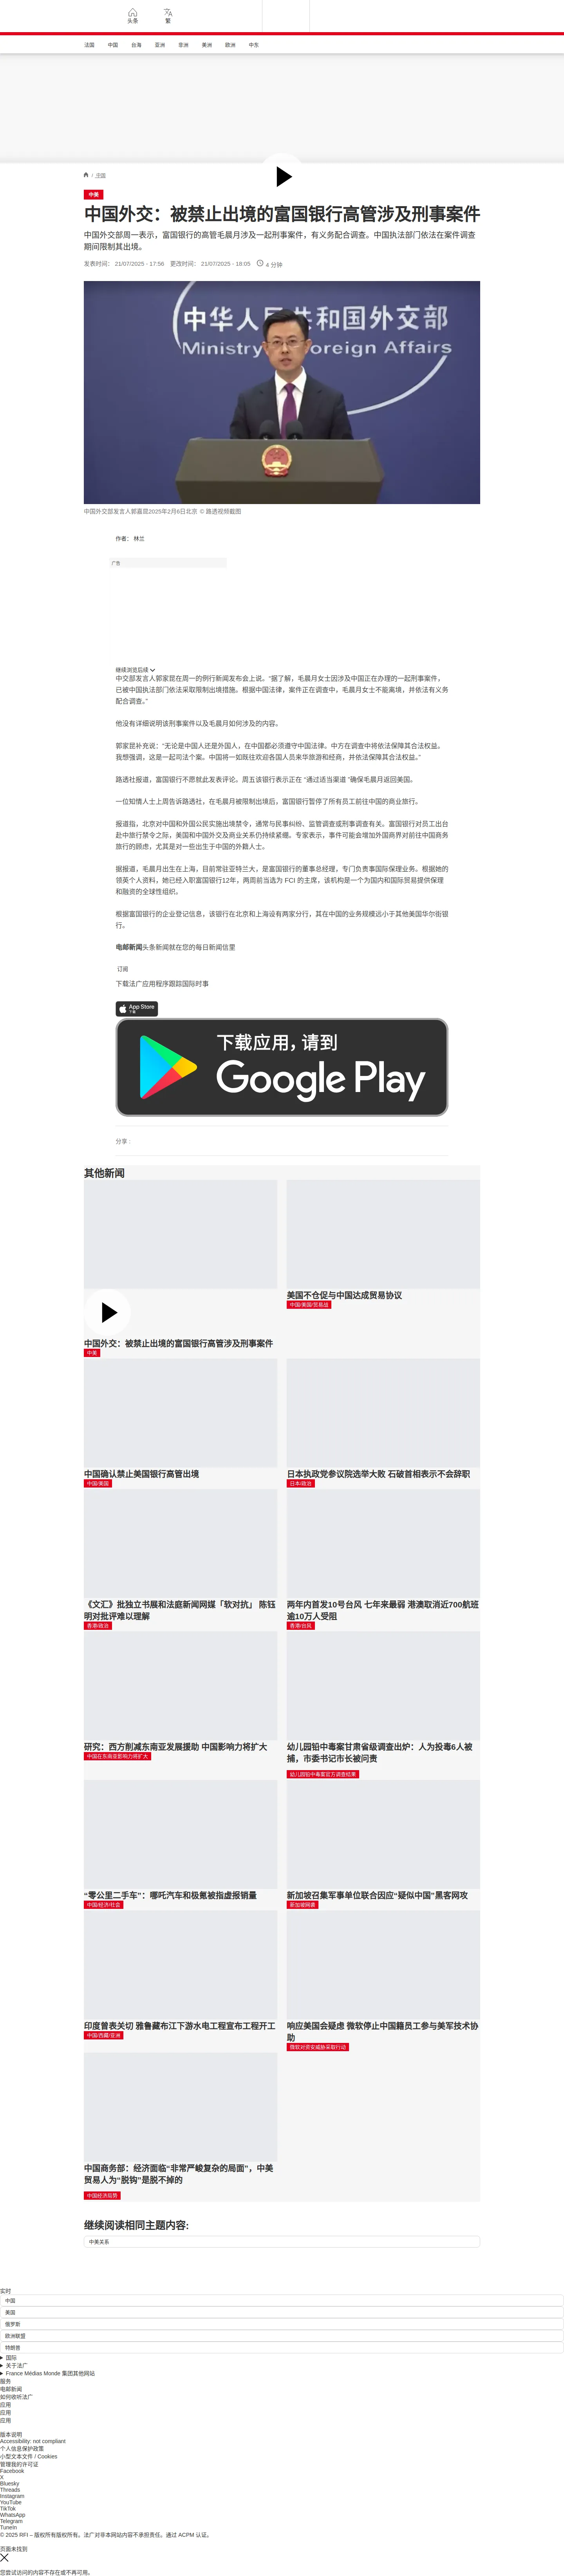 头条
繁
法国 中国 台海 亚洲 非洲 美洲 欧洲 中东
/ 中国
中美
中国外交：被禁止出境的富国银行高管涉及刑事案件
中国外交部周一表示，富国银行的高管毛晨月涉及一起刑事案件，有义务配合调查。中国执法部门依法在案件调查
期间限制其出境。
发表时间： 21/07/2025 - 17:56 更改时间： 21/07/2025 - 18:05 4 分钟
中华人民共和国外交部
Ministry of Foreign Affairs
中国外交部发言人郭嘉昆2025年2月6日北京 © 路透视频截图
作者： 林兰
广告
继续浏览后续
中交部发言人郭家昆在周一的例行新闻发布会上说。“据了解，毛晨月女士因涉及中国正在办理的一起刑事案件，
已被中国执法部门依法采取限制出境措施。根据中国法律，案件正在调查中，毛晨月女士不能离境，并依法有义务
配合调查。”
他没有详细说明该刑事案件以及毛晨月如何涉及的内容。
郭家昆补充说：“无论是中国人还是外国人，在中国都必须遵守中国法律。中方在调查中将依法保障其合法权益。
我想强调，这是一起司法个案。中国将一如既往欢迎各国人员来华旅游和经商，并依法保障其合法权益。”
路透社报道，富国银行不愿就此发表评论。周五该银行表示正在 “通过适当渠道 ”确保毛晨月返回美国。
一位知情人士上周告诉路透社，在毛晨月被限制出境后，富国银行暂停了所有员工前往中国的商业旅行。
报道指，北京对中国和外国公民实施出境禁令，通常与民事纠纷、监管调查或刑事调查有关。富国银行对员工出台
赴中旅行禁令之际，美国和中国外交及商业关系仍持续紧绷。专家表示，事件可能会增加外国商界对前往中国商务
旅行的顾虑，尤其是对一些出生于中国的外籍人士。
据报道，毛晨月出生在上海，目前常驻亚特兰大，是富国银行的董事总经理，专门负责事国际保理业务。根据她的
领英个人资料，她已经入职富国银行12年，两周前当选为 FCI 的主席，该机构是一个为国内和国际贸易提供保理
和融资的全球性组织。
根据富国银行的企业登记信息，该银行在北京和上海设有两家分行，其在中国的业务规模远小于其他美国华尔街银
行。
电邮新闻头条新闻就在您的每日新闻信里
订阅
下载法广应用程序跟踪国际时事
App Store
下载
下载应用，请到
Google Play
分享 :
其他新闻
美国不仓促与中国达成贸易协议
中国/美国/贸易战
中国外交：被禁止出境的富国银行高管涉及刑事案件
中美
中国确认禁止美国银行高管出境
中国/美国
日本执政党参议院选举大败 石破首相表示不会辞职
日本/政治
《文汇》批独立书展和法庭新闻网媒「软对抗」 陈钰
明对批评难以理解
香港/政治
两年内首发10号台风 七年来最弱 港澳取消近700航班
逾10万人受阻
香港/台风
研究：西方削减东南亚发展援助 中国影响力将扩大
中国在东南亚影响力将扩大
幼儿园铅中毒案甘肃省级调查出炉：人为投毒6人被
捕，市委书记市长被问责
幼儿园铅中毒案官方调查结果
“零公里二手车”：哪吒汽车和极氪被指虚报销量
中国/经济/社会
新加坡召集军事单位联合因应“疑似中国”黑客网攻
新加坡网袭
印度曾表关切 雅鲁藏布江下游水电工程宣布工程开工
中国/西藏/亚洲
响应美国会疑虑 微软停止中国籍员工参与美军技术协
助
微软对资安威胁采取行动
中国商务部：经济面临“非常严峻复杂的局面”，中美
贸易人为“脱钩”是脱不掉的
中国经济局势
继续阅读相同主题内容:
中美关系
实时
中国
美国
俄罗斯
欧洲联盟
特朗普
国际
关于法广
France Médias Monde 集团其他网站
服务
电邮新闻
如何收听法广
应用
应用
应用
版本说明
Accessibility: not compliant
个人信息保护政策
小型文本文件 / Cookies
管理我的许可证
Facebook
X
Bluesky
Threads
Instagram
YouTube
TikTok
WhatsApp
Telegram
TuneIn
© 2025 RFI – 版权所有版权所有。法广对非本网站内容不承担责任。通过 ACPM 认证。
页面未找到
您尝试访问的内容不存在或不再可用。